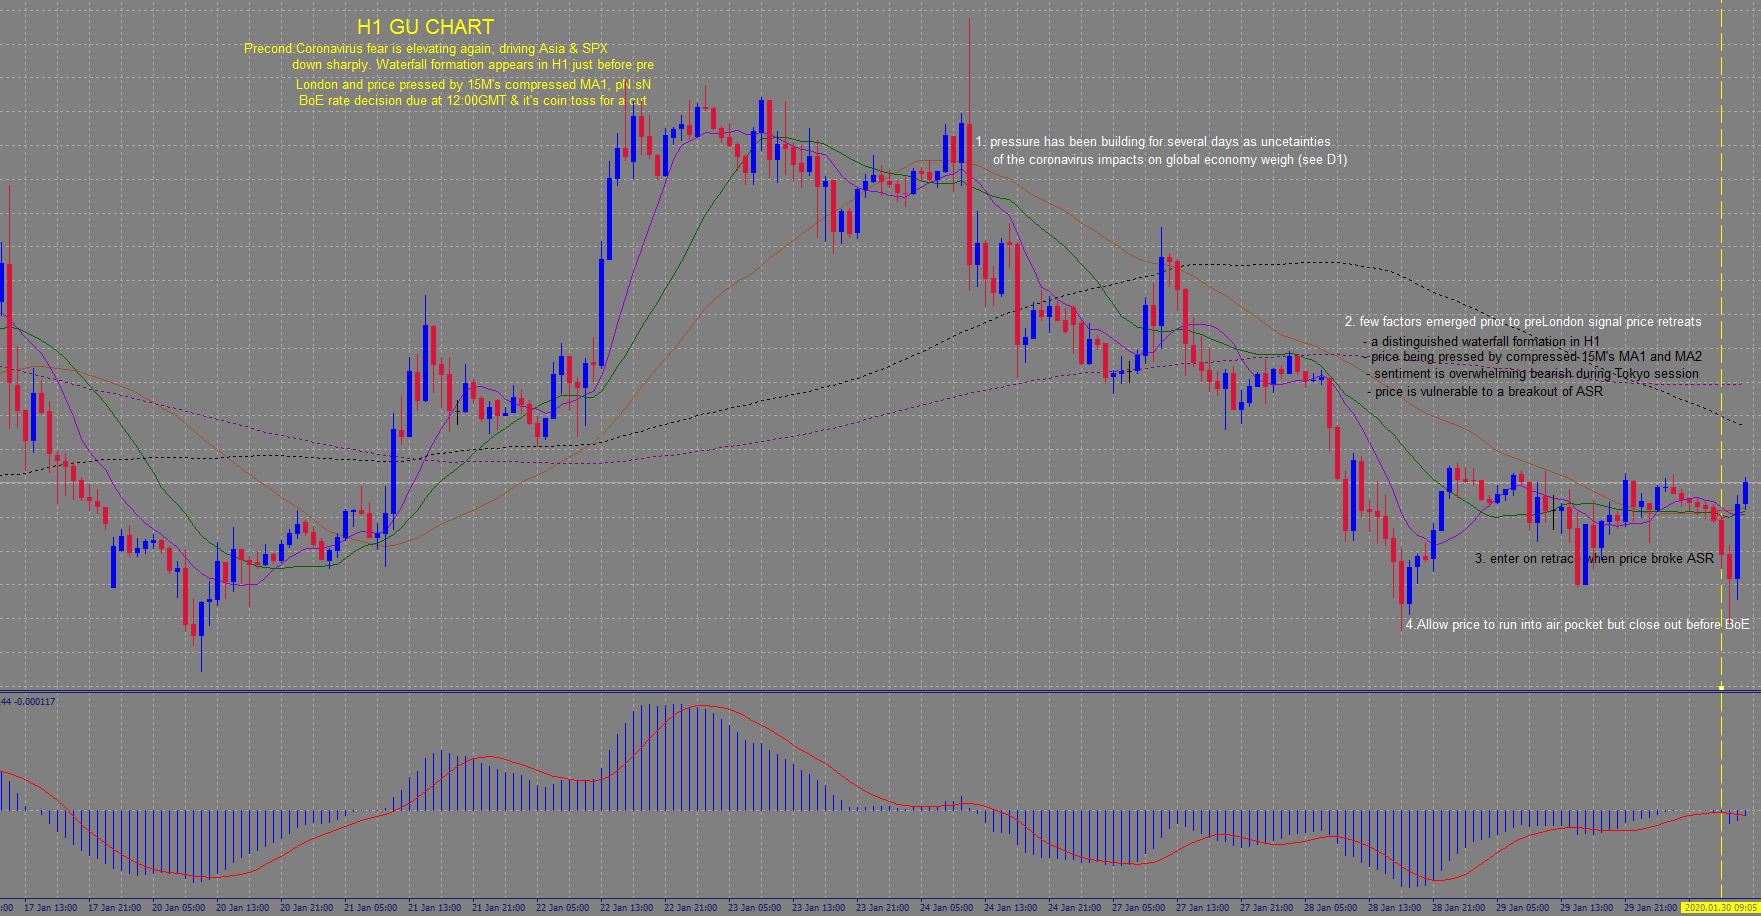 H1 GU CHART
Precond:Coronavirus fear is elevating again, driving Asia & SPX
down sharply. Waterfall formation appears in H1 just before pre
London and price pressed by 15M's compressed MA1, pN sN
BoE rate decision due at 12:00GMT & it's coin toss for a cut
1. pressure has been building for several days as uncetainties
of the coronavirus impacts on global economy weigh (see D1)
2. few factors emerged prior to preLondon signal price retreats
- a distinguished waterfall formation in H1
- price being pressed by compressed 15M's MA1 and MA2
- sentiment is overwhelming bearish during Tokyo session
- price is vulnerable to a breakout of ASR
3. enter on retrac when price broke ASR
4.Allow price to run into air pocket but close out before BoE
44 -0.000117
:00 17 Jan 13:00 17 Jan 21:00 20 Jan 05:00 20 Jan 13:00 20 Jan 21:00 21 Jan 05:00 21 Jan 13:00 21 Jan 21:00 22 Jan 05:00 22 Jan 13:00 22 Jan 21:00 23 Jan 05:00 23 Jan 13:00 23 Jan 21:00 24 Jan 05:00 24 Jan 13:00 24 Jan 21:00 27 Jan 05:00 27 Jan 13:00 27 Jan 21:00 28 Jan 05:00 28 Jan 13:00 28 Jan 21:00 29 Jan 05:00 29 Jan 13:00 29 Jan 21:00 2020.01.30 09:05